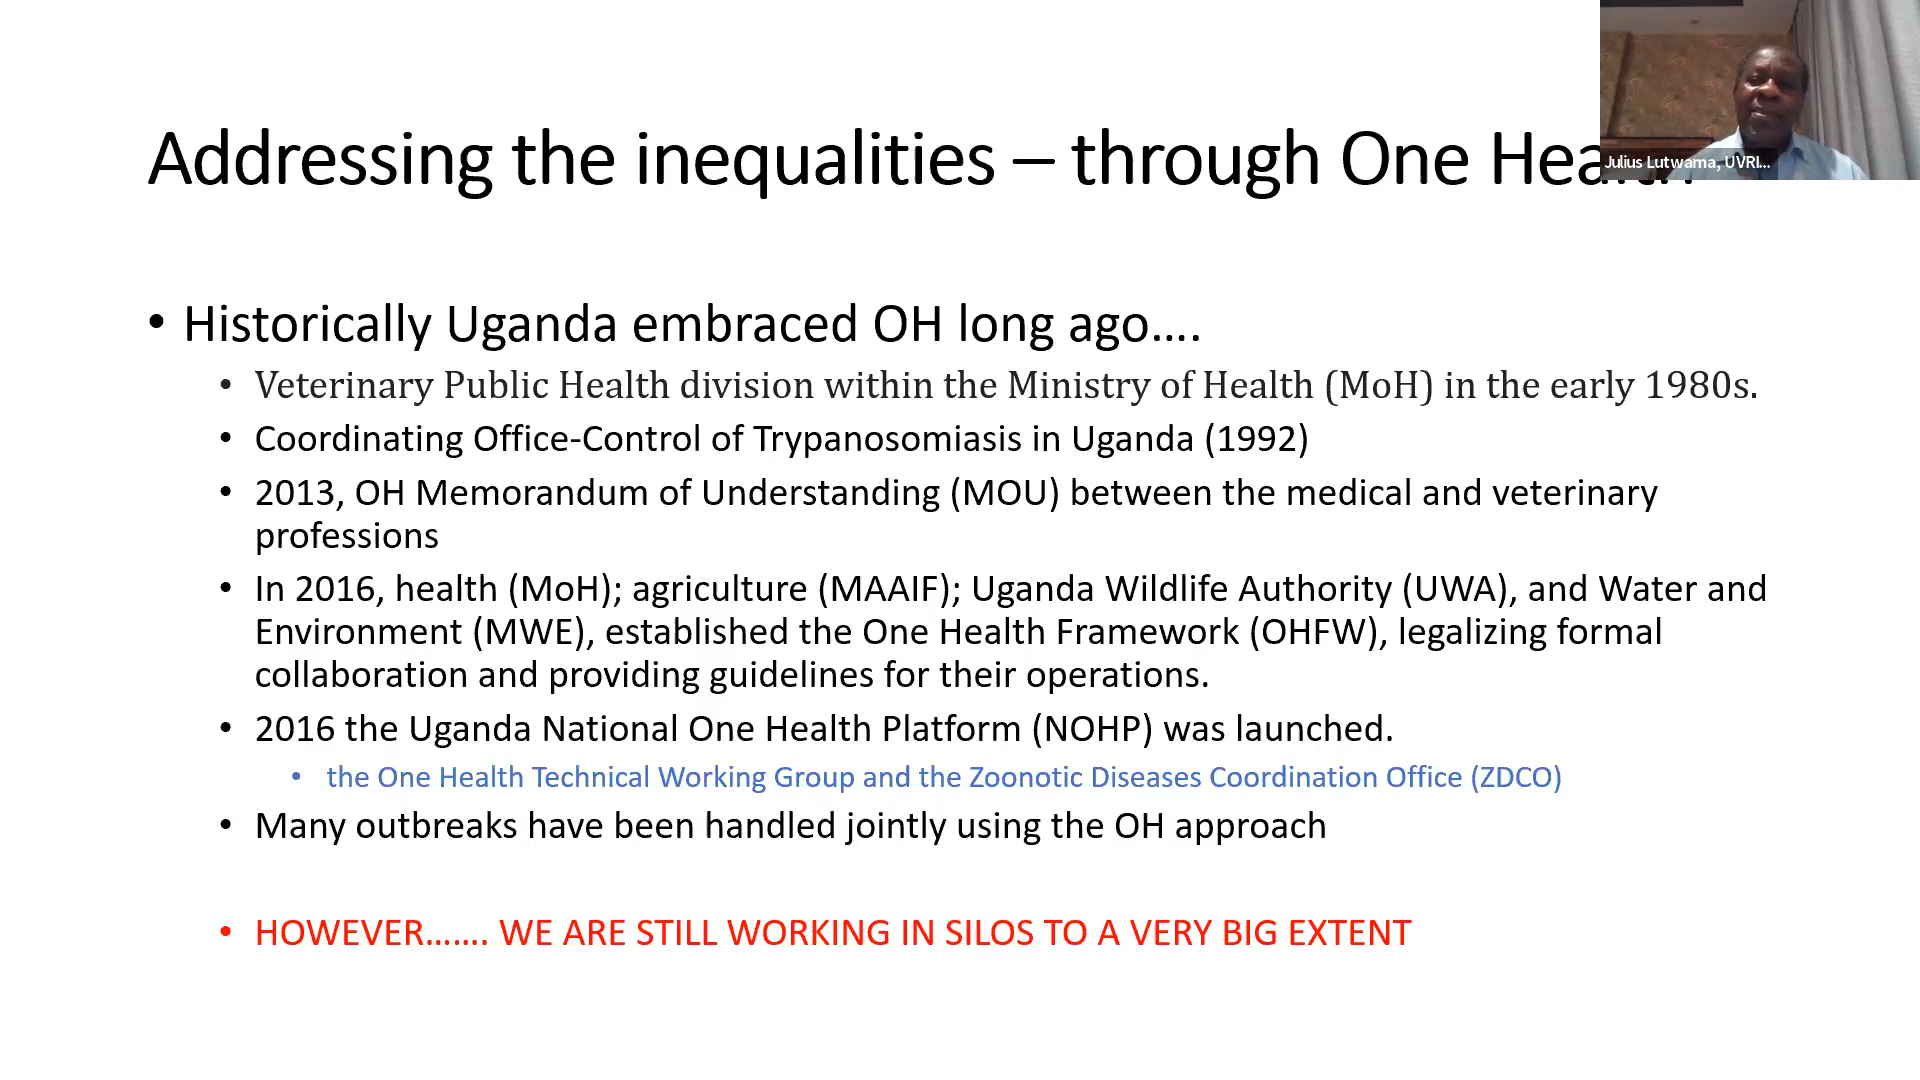 Addressing the inequalities – through One Health
Julius Lutwama, UVRI...
• Historically Uganda embraced OH long ago....
• Veterinary Public Health division within the Ministry of Health (MoH) in the early 1980s.
• Coordinating Office-Control of Trypanosomiasis in Uganda (1992)
• 2013, OH Memorandum of Understanding (MOU) between the medical and veterinary
professions
• In 2016, health (MoH); agriculture (MAAIF); Uganda Wildlife Authority (UWA), and Water and
Environment (MWE), established the One Health Framework (OHFW), legalizing formal
collaboration and providing guidelines for their operations.
• 2016 the Uganda National One Health Platform (NOHP) was launched.
• the One Health Technical Working Group and the Zoonotic Diseases Coordination Office (ZDCO)
• Many outbreaks have been handled jointly using the OH approach
• HOWEVER....... WE ARE STILL WORKING IN SILOS TO A VERY BIG EXTENT